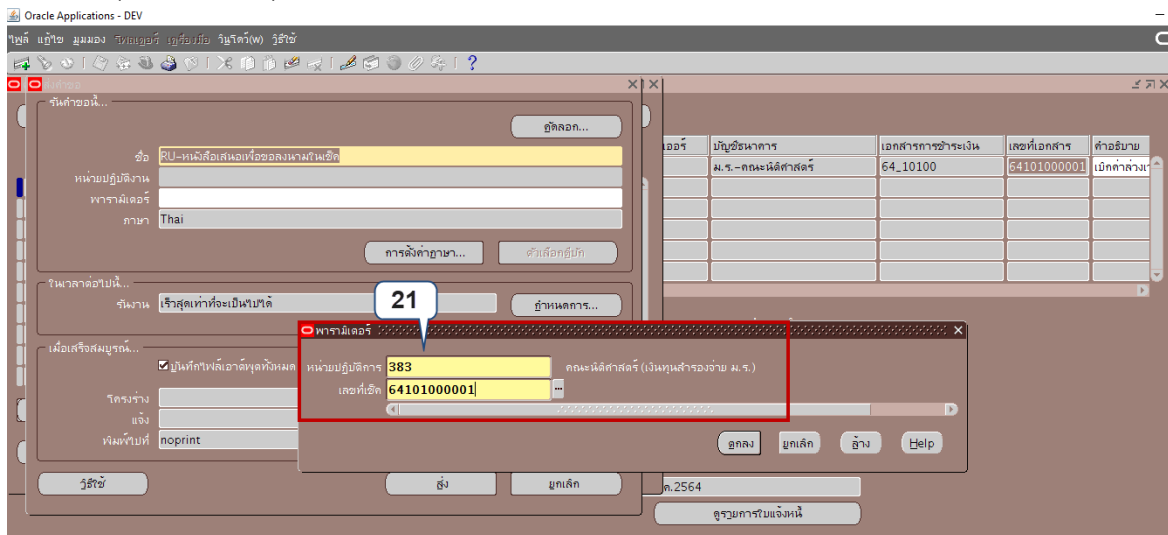 Oracle Applications - DEV
ไฟล์ แก้ไข มุมมอง โฟลเดอร์ เครื่องมือ วินโดว์(w) วิธีใช้
ส่งคำขอ
รันคำขอนี้...
คัดลอก...
ชื่อ RU-หนังสือเสนอเพื่อขอลงนามในเช็ค
หน่วยปฏิบัติงาน
พารามิเตอร์
ภาษา Thai
การตั้งค่าภาษา... ตัวเลือกดีบัก
เออร์ บัญชีธนาคาร เอกสารการชำระเงิน เลขที่เอกสาร คำอธิบาย
ม.ร.-คณะนิติศาสตร์ 64_10100 64101000001 เบิกค่าล่วงเว
ในเวลาต่อไปนี้...
รันงาน เร็วสุดเท่าที่จะเป็นไปได้ กำหนดการ...
21
เมื่อเสร็จสมบูรณ์...
บันทึกไฟล์เอาต์พุตทั้งหมด
โครงร่าง
แจ้ง
พิมพ์ไปที่ noprint
พารามิเตอร์
หน่วยปฏิบัติการ 383 คณะนิติศาสตร์ (เงินทุนสำรองจ่าย ม.ร.)
เลขที่เช็ค 64101000001
ตกลง ยกเลิก ล้าง Help
วิธีใช้ ส่ง ยกเลิก
ค.2564
ดูรายการใบแจ้งหนี้